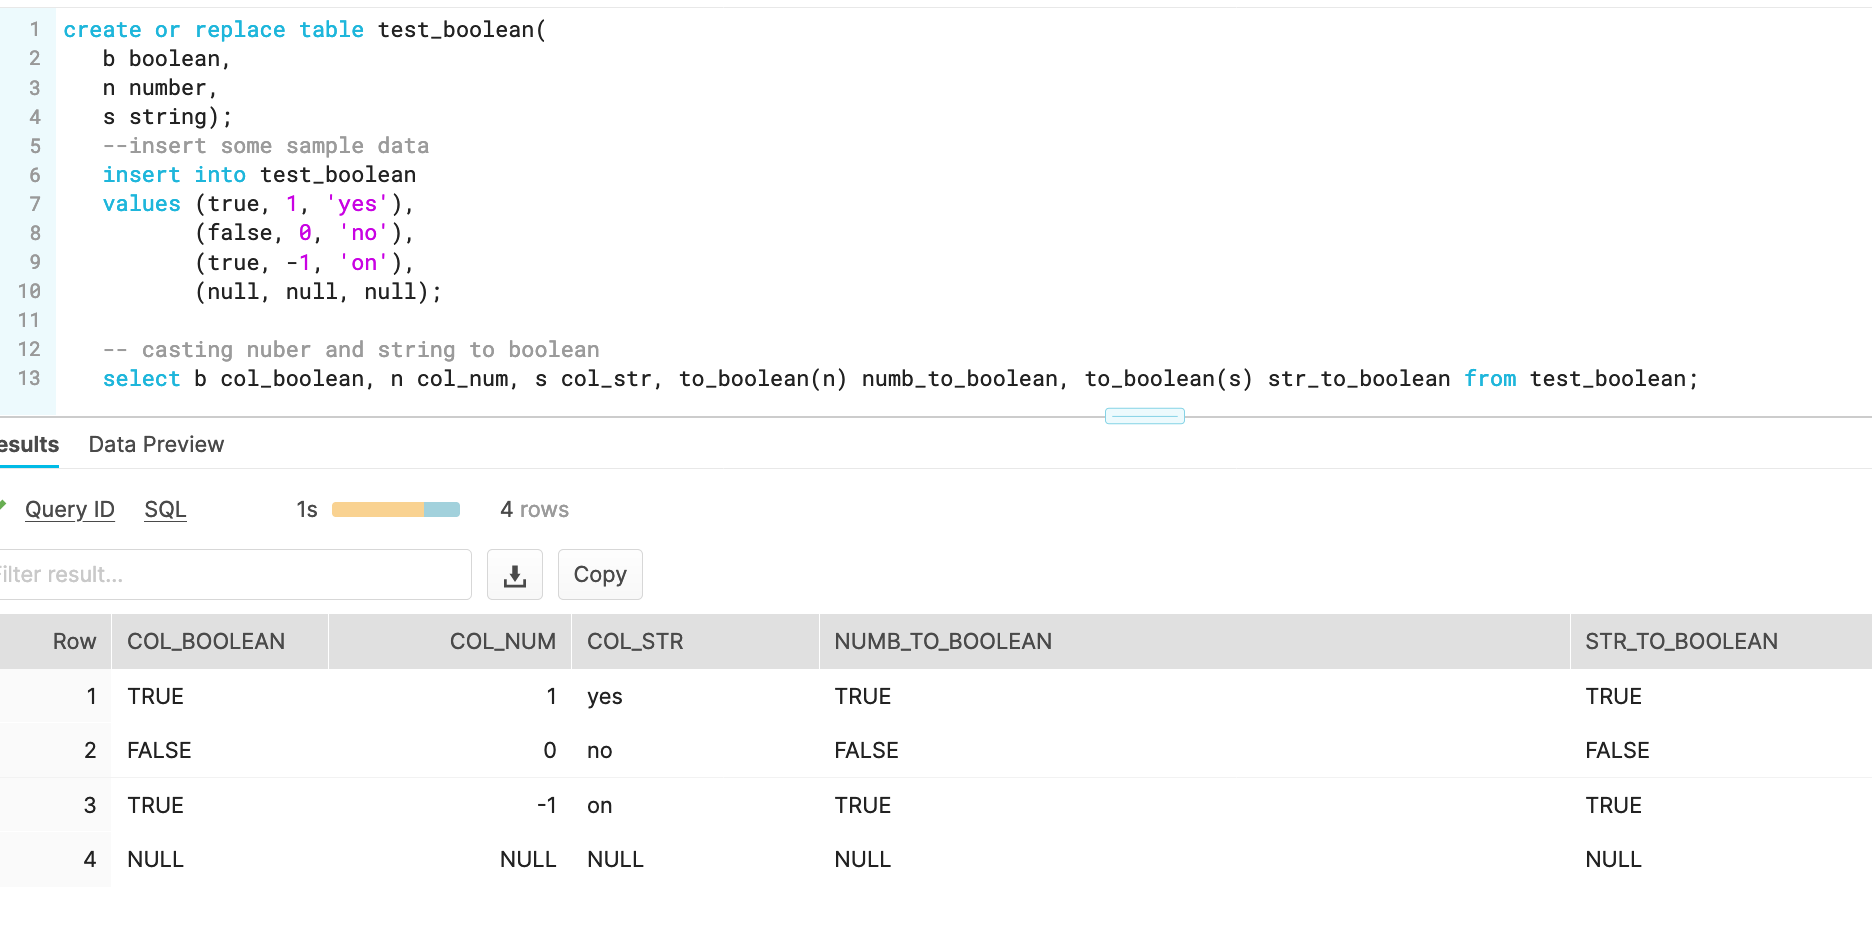 1 create or replace table test_boolean(
2 b boolean,
3 n number,
4 s string);
5 --insert some sample data
6 insert into test_boolean
7 values (true, 1, 'yes'),
8 (false, 0, 'no'),
9 (true, -1, 'on'),
10 (null, null, null);
11
12 -- casting nuber and string to boolean
13 select b col_boolean, n col_num, s col_str, to_boolean(n) numb_to_boolean, to_boolean(s) str_to_boolean from test_boolean;
esults Data Preview
Query ID SQL 1s 4 rows
ilter result... Copy
Row COL_BOOLEAN COL_NUM COL_STR NUMB_TO_BOOLEAN STR_TO_BOOLEAN
1 TRUE 1 yes TRUE TRUE
2 FALSE 0 no FALSE FALSE
3 TRUE -1 on TRUE TRUE
4 NULL NULL NULL NULL NULL